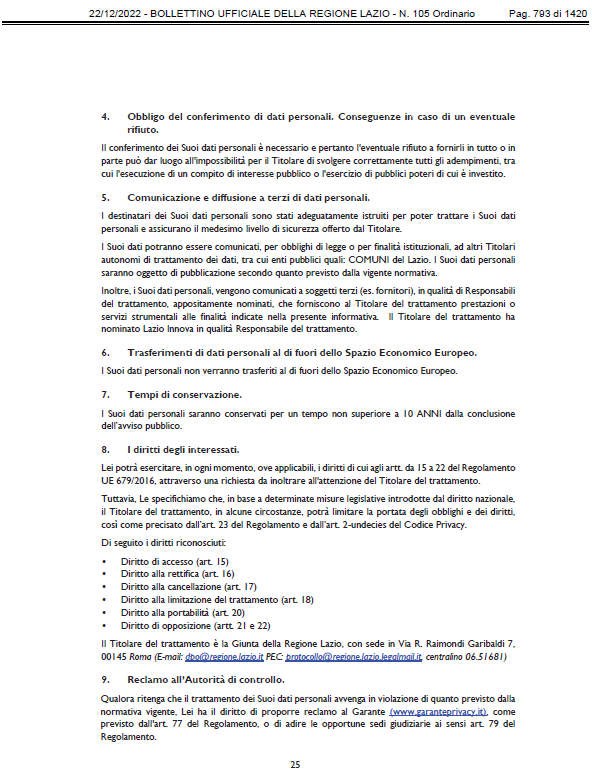 22/12/2022 - BOLLETTINO UFFICIALE DELLA REGIONE LAZIO - N. 105 Ordinario Pag. 793 di 1420
4. Obbligo del conferimento di dati personali. Conseguenze in caso di un eventuale
rifiuto.
Il conferimento dei Suoi dati personali è necessario e pertanto l'eventuale rifiuto a fornirli in tutto o in
parte può dar luogo all'impossibilità per il Titolare di svolgere correttamente tutti gli adempimenti, tra
cui l'esecuzione di un compito di interesse pubblico o l'esercizio di pubblici poteri di cui è investito.
5. Comunicazione e diffusione a terzi di dati personali.
I destinatari dei Suoi dati personali sono stati adeguatamente istruiti per poter trattare i Suoi dati
personali e assicurano il medesimo livello di sicurezza offerto dal Titolare.
I Suoi dati potranno essere comunicati, per obblighi di legge o per finalità istituzionali, ad altri Titolari
autonomi di trattamento dei dati, tra cui enti pubblici quali: COMUNI del Lazio. I Suoi dati personali
saranno oggetto di pubblicazione secondo quanto previsto dalla vigente normativa.
Inoltre, i Suoi dati personali, vengono comunicati a soggetti terzi (es. fornitori), in qualità di Responsabili
del trattamento, appositamente nominati, che forniscono al Titolare del trattamento prestazioni o
servizi strumentali alle finalità indicate nella presente informativa. Il Titolare del trattamento ha
nominato Lazio Innova in qualità Responsabile del trattamento.
6. Trasferimenti di dati personali al di fuori dello Spazio Economico Europeo.
I Suoi dati personali non verranno trasferiti al di fuori dello Spazio Economico Europeo.
7. Tempi di conservazione.
I Suoi dati personali saranno conservati per un tempo non superiore a 10 ANNI dalla conclusione
dell'avviso pubblico.
8. I diritti degli interessati.
Lei potrà esercitare, in ogni momento, ove applicabili, i diritti di cui agli artt. da 15 a 22 del Regolamento
UE 679/2016, attraverso una richiesta da inoltrare all'attenzione del Titolare del trattamento.
Tuttavia, Le specifichiamo che, in base a determinate misure legislative introdotte dal diritto nazionale,
il Titolare del trattamento, in alcune circostanze, potrà limitare la portata degli obblighi e dei diritti,
così come precisato dall'art. 23 del Regolamento e dall'art. 2-undecies del Codice Privacy.
Di seguito i diritti riconosciuti:
• Diritto di accesso (art. 15)
• Diritto alla rettifica (art. 16)
• Diritto alla cancellazione (art. 17)
• Diritto alla limitazione del trattamento (art. 18)
• Diritto alla portabilità (art. 20)
• Diritto di opposizione (artt. 21 e 22)
Il Titolare del trattamento è la Giunta della Regione Lazio, con sede in Via R. Raimondi Garibaldi 7,
00145 Roma (E-mail: dpo@regione.lazio.it PEC: protocollo@regione.lazio.legalmail.it, centralino 06.51681)
9. Reclamo all'Autorità di controllo.
Qualora ritenga che il trattamento dei Suoi dati personali avvenga in violazione di quanto previsto dalla
normativa vigente, Lei ha il diritto di proporre reclamo al Garante (www.garanteprivacy.it), come
previsto dall'art. 77 del Regolamento, o di adire le opportune sedi giudiziarie ai sensi art. 79 del
Regolamento.
25